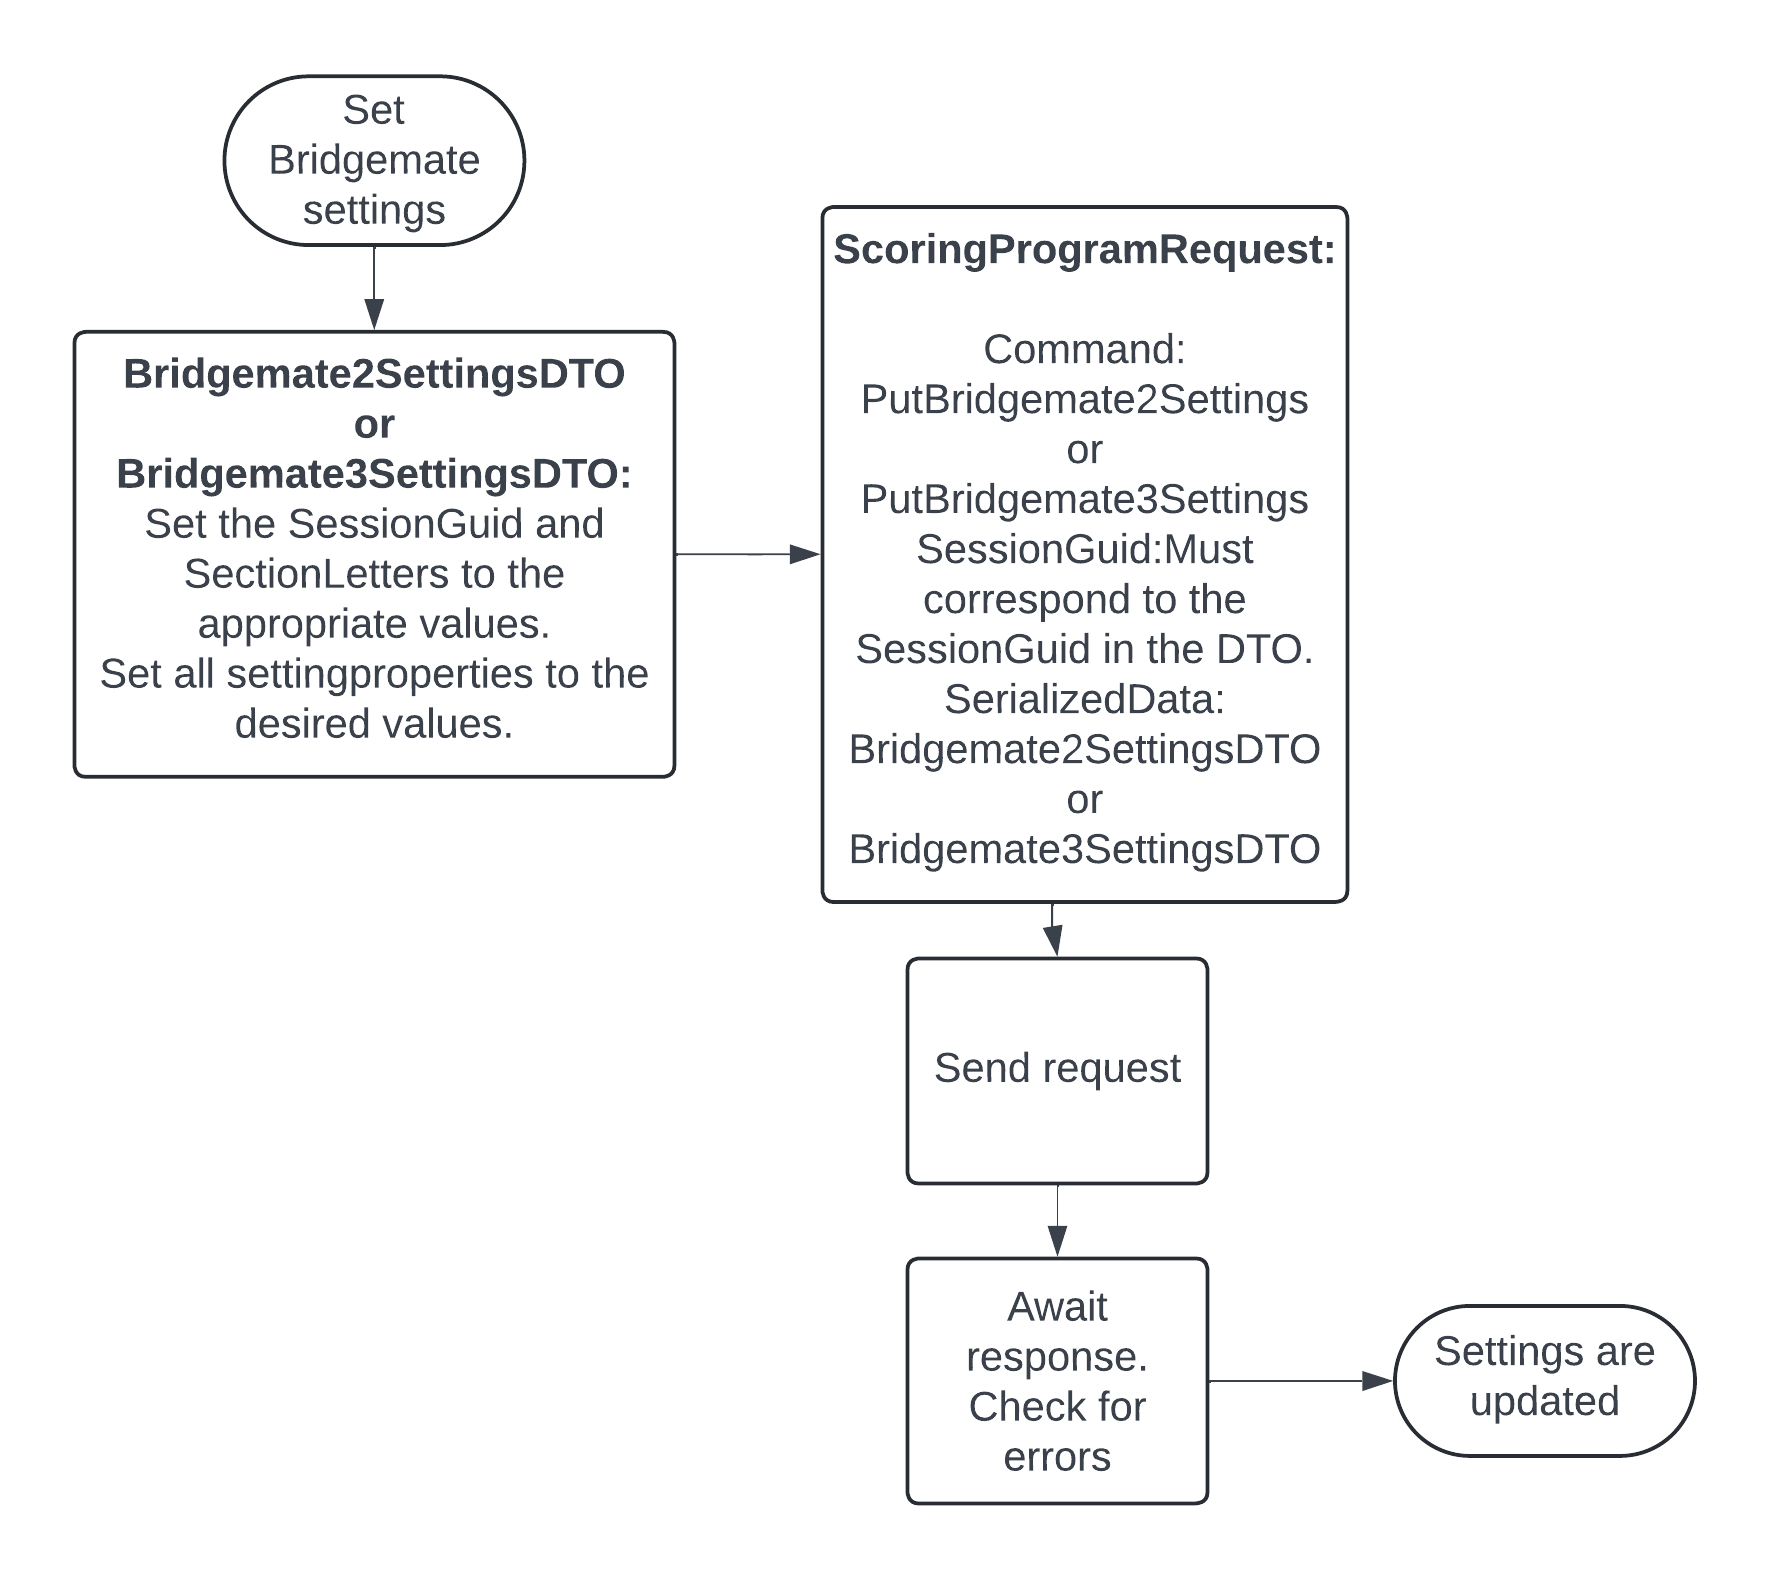 Set
Bridgemate
settings
Bridgemate2SettingsDTO
or
Bridgemate3SettingsDTO:
Set the SessionGuid and
SectionLetters to the
appropriate values.
Set all settingproperties to the
desired values.
ScoringProgramRequest:
Command:
PutBridgemate2Settings
or
PutBridgemate3Settings
SessionGuid:Must
correspond to the
SessionGuid in the DTO.
SerializedData:
Bridgemate2SettingsDTO
or
Bridgemate3SettingsDTO
Send request
Await
response.
Check for
errors
Settings are
updated